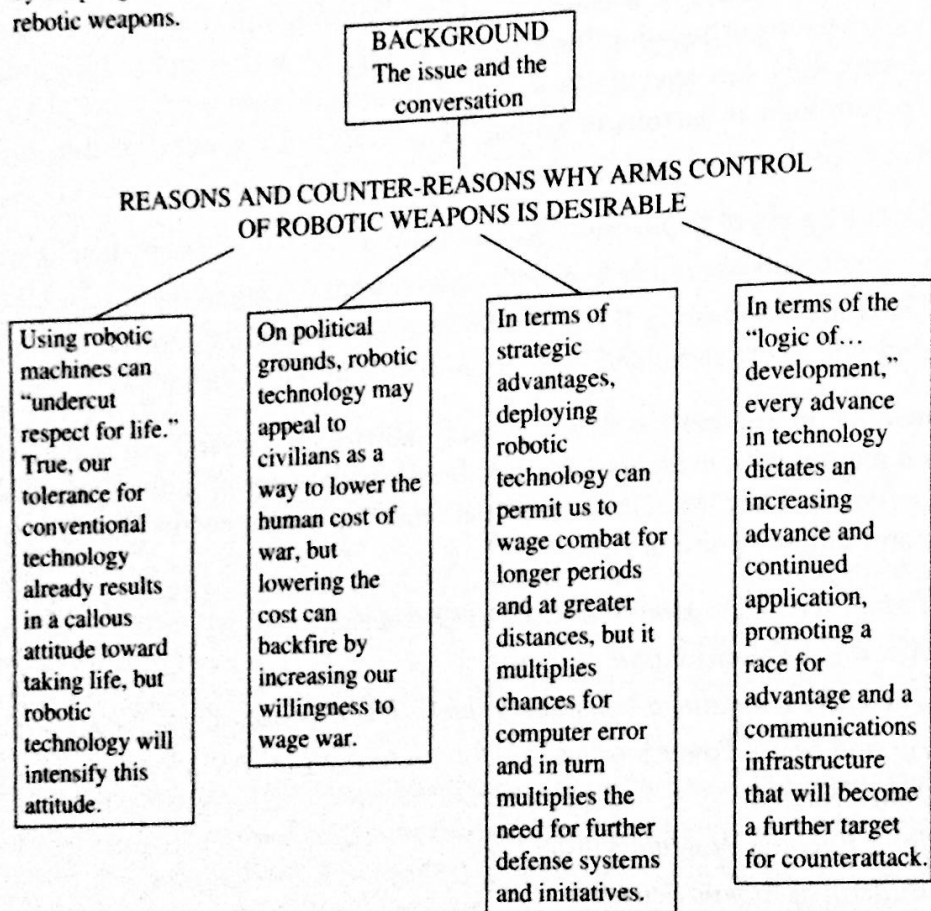 robotic weapons.
BACKGROUND
The issue and the
conversation
REASONS AND COUNTER-REASONS WHY ARMS CONTROL
OF ROBOTIC WEAPONS IS DESIRABLE
Using robotic
machines can
“undercut
respect for life.”
True, our
tolerance for
conventional
technology
already results
in a callous
attitude toward
taking life, but
robotic
technology will
intensify this
attitude.
On political
grounds, robotic
technology may
appeal to
civilians as a
way to lower the
human cost of
war, but
lowering the
cost can
backfire by
increasing our
willingness to
wage war.
In terms of
strategic
advantages,
deploying
robotic
technology can
permit us to
wage combat for
longer periods
and at greater
distances, but it
multiplies
chances for
computer error
and in turn
multiplies the
need for further
defense systems
and initiatives.
In terms of the
“logic of…
development,”
every advance
in technology
dictates an
increasing
advance and
continued
application,
promoting a
race for
advantage and a
communications
infrastructure
that will become
a further target
for counterattack.